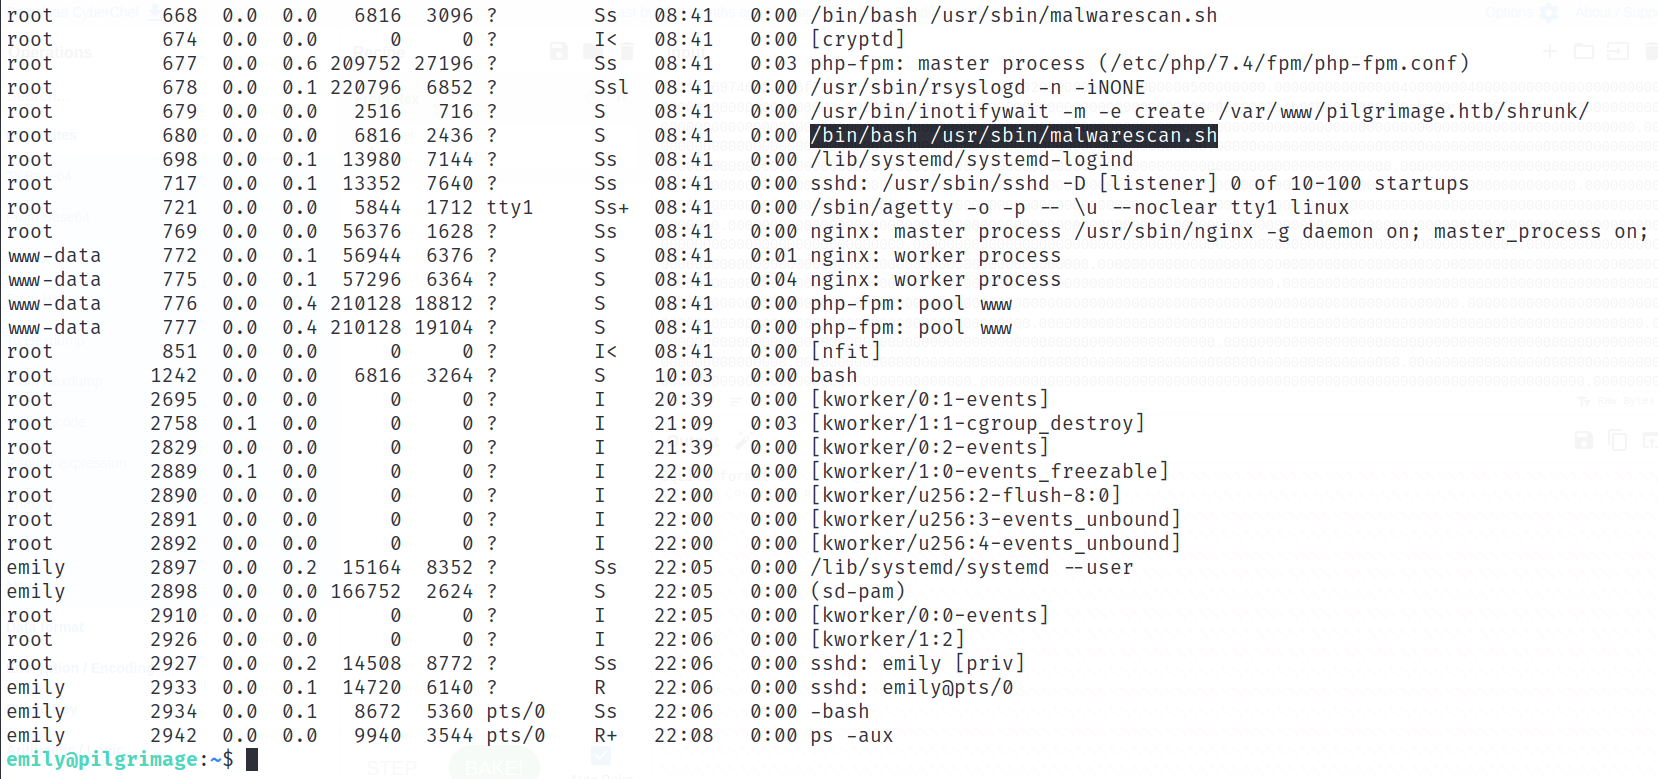 root 668 0.0 0.0 6816 3096 ? Ss 08:41 0:00 /bin/bash /usr/sbin/malwarescan.sh
root 674 0.0 0.0 0 0 ? I< 08:41 0:00 [cryptd]
root 677 0.0 0.6 209752 27196 ? Ss 08:41 0:03 php-fpm: master process (/etc/php/7.4/fpm/php-fpm.conf)
root 678 0.0 0.1 220796 6852 ? Ssl 08:41 0:00 /usr/sbin/rsyslogd -n -iNONE
root 679 0.0 0.0 2516 716 ? S 08:41 0:00 /usr/bin/inotifywait -m -e create /var/www/pilgrimage.htb/shrunk/
root 680 0.0 0.0 6816 2436 ? S 08:41 0:00 /bin/bash /usr/sbin/malwarescan.sh
root 698 0.0 0.1 13980 7144 ? Ss 08:41 0:00 /lib/systemd/systemd-logind
root 717 0.0 0.1 13352 7640 ? Ss 08:41 0:00 sshd: /usr/sbin/sshd -D [listener] 0 of 10-100 startups
root 721 0.0 0.0 5844 1712 tty1 Ss+ 08:41 0:00 /sbin/agetty -o -p -- \u --noclear tty1 linux
root 769 0.0 0.0 56376 1628 ? Ss 08:41 0:00 nginx: master process /usr/sbin/nginx -g daemon on; master_process on;
www-data 772 0.0 0.1 56944 6376 ? S 08:41 0:01 nginx: worker process
www-data 775 0.0 0.1 57296 6364 ? S 08:41 0:04 nginx: worker process
www-data 776 0.0 0.4 210128 18812 ? S 08:41 0:00 php-fpm: pool www
www-data 777 0.0 0.4 210128 19104 ? S 08:41 0:00 php-fpm: pool www
root 851 0.0 0.0 0 0 ? I< 08:41 0:00 [nfit]
root 1242 0.0 0.0 6816 3264 ? S 10:03 0:00 bash
root 2695 0.0 0.0 0 0 ? I 20:39 0:00 [kworker/0:1-events]
root 2758 0.1 0.0 0 0 ? I 21:09 0:03 [kworker/1:1-cgroup_destroy]
root 2829 0.0 0.0 0 0 ? I 21:39 0:00 [kworker/0:2-events]
root 2889 0.1 0.0 0 0 ? I 22:00 0:00 [kworker/1:0-events_freezable]
root 2890 0.0 0.0 0 0 ? I 22:00 0:00 [kworker/u256:2-flush-8:0]
root 2891 0.0 0.0 0 0 ? I 22:00 0:00 [kworker/u256:3-events_unbound]
root 2892 0.0 0.0 0 0 ? I 22:00 0:00 [kworker/u256:4-events_unbound]
emily 2897 0.0 0.2 15164 8352 ? Ss 22:05 0:00 /lib/systemd/systemd --user
emily 2898 0.0 0.0 166752 2624 ? S 22:05 0:00 (sd-pam)
root 2910 0.0 0.0 0 0 ? I 22:05 0:00 [kworker/0:0-events]
root 2926 0.0 0.0 0 0 ? I 22:06 0:00 [kworker/1:2]
root 2927 0.0 0.2 14508 8772 ? Ss 22:06 0:00 sshd: emily [priv]
emily 2933 0.0 0.1 14720 6140 ? R 22:06 0:00 sshd: emily@pts/0
emily 2934 0.0 0.1 8672 5360 pts/0 Ss 22:06 0:00 -bash
emily 2942 0.0 0.0 9940 3544 pts/0 R+ 22:08 0:00 ps -aux
emily@pilgrimage:~$
STEP
BAKE!